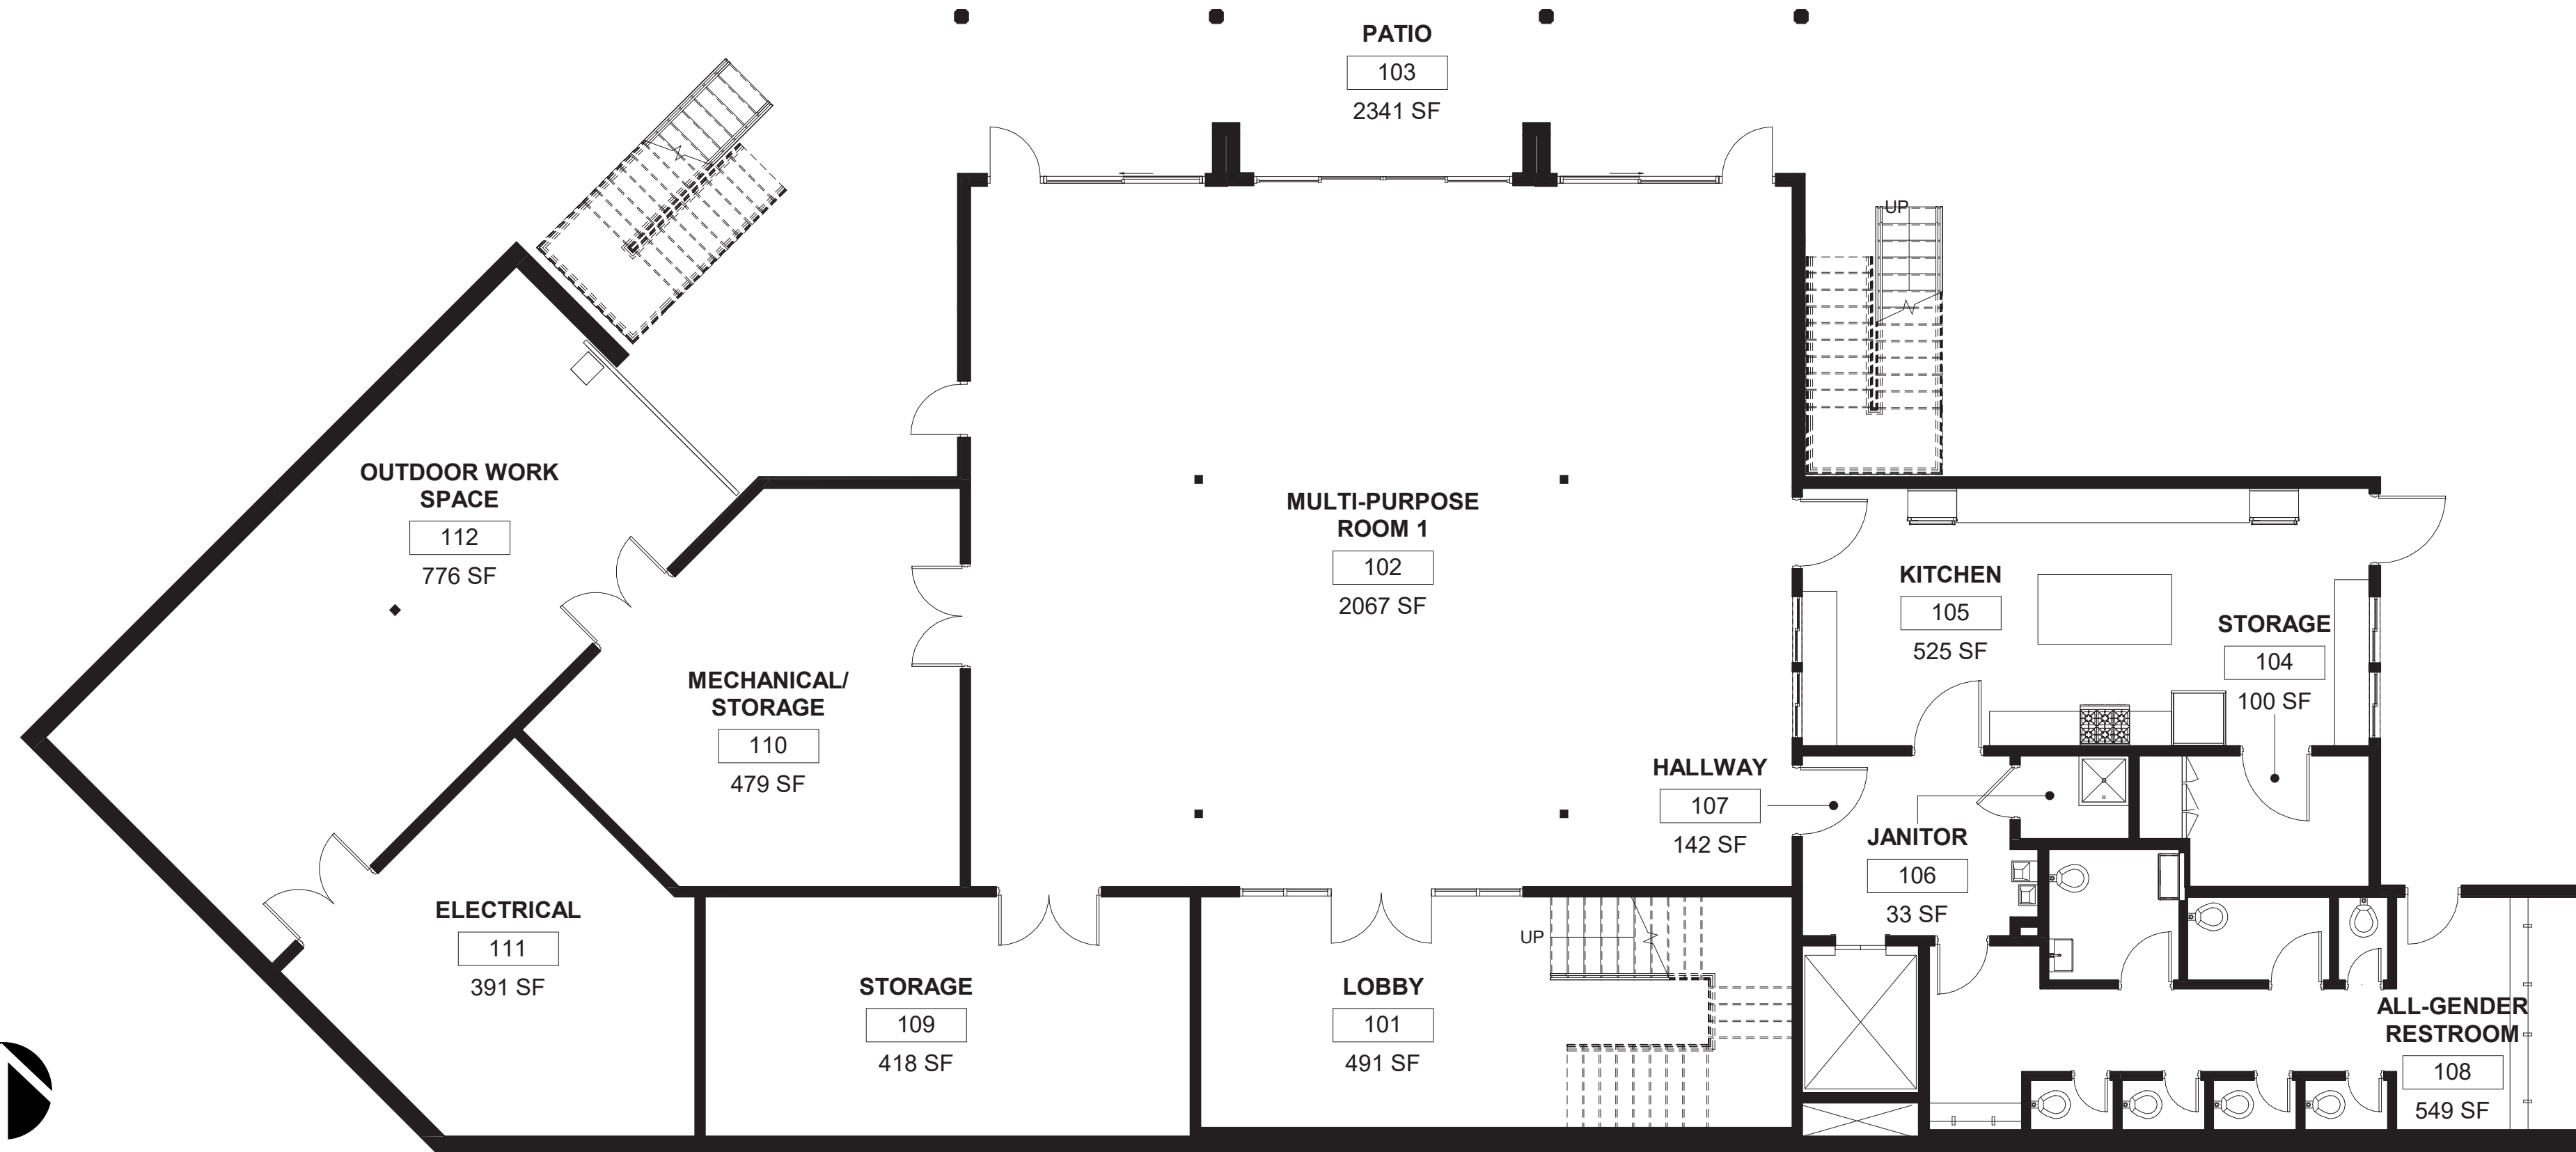 PATIO
103
2341 SF
UP
OUTDOOR WORK
SPACE
112
776 SF
MULTI-PURPOSE
ROOM 1
102
2067 SF
KITCHEN
105
525 SF
STORAGE
104
100 SF
MECHANICAL/
STORAGE
110
479 SF
HALLWAY
107
142 SF
JANITOR
106
33 SF
ELECTRICAL
111
391 SF
STORAGE
109
418 SF
UP
LOBBY
101
491 SF
ALL-GENDER
RESTROOM
108
549 SF